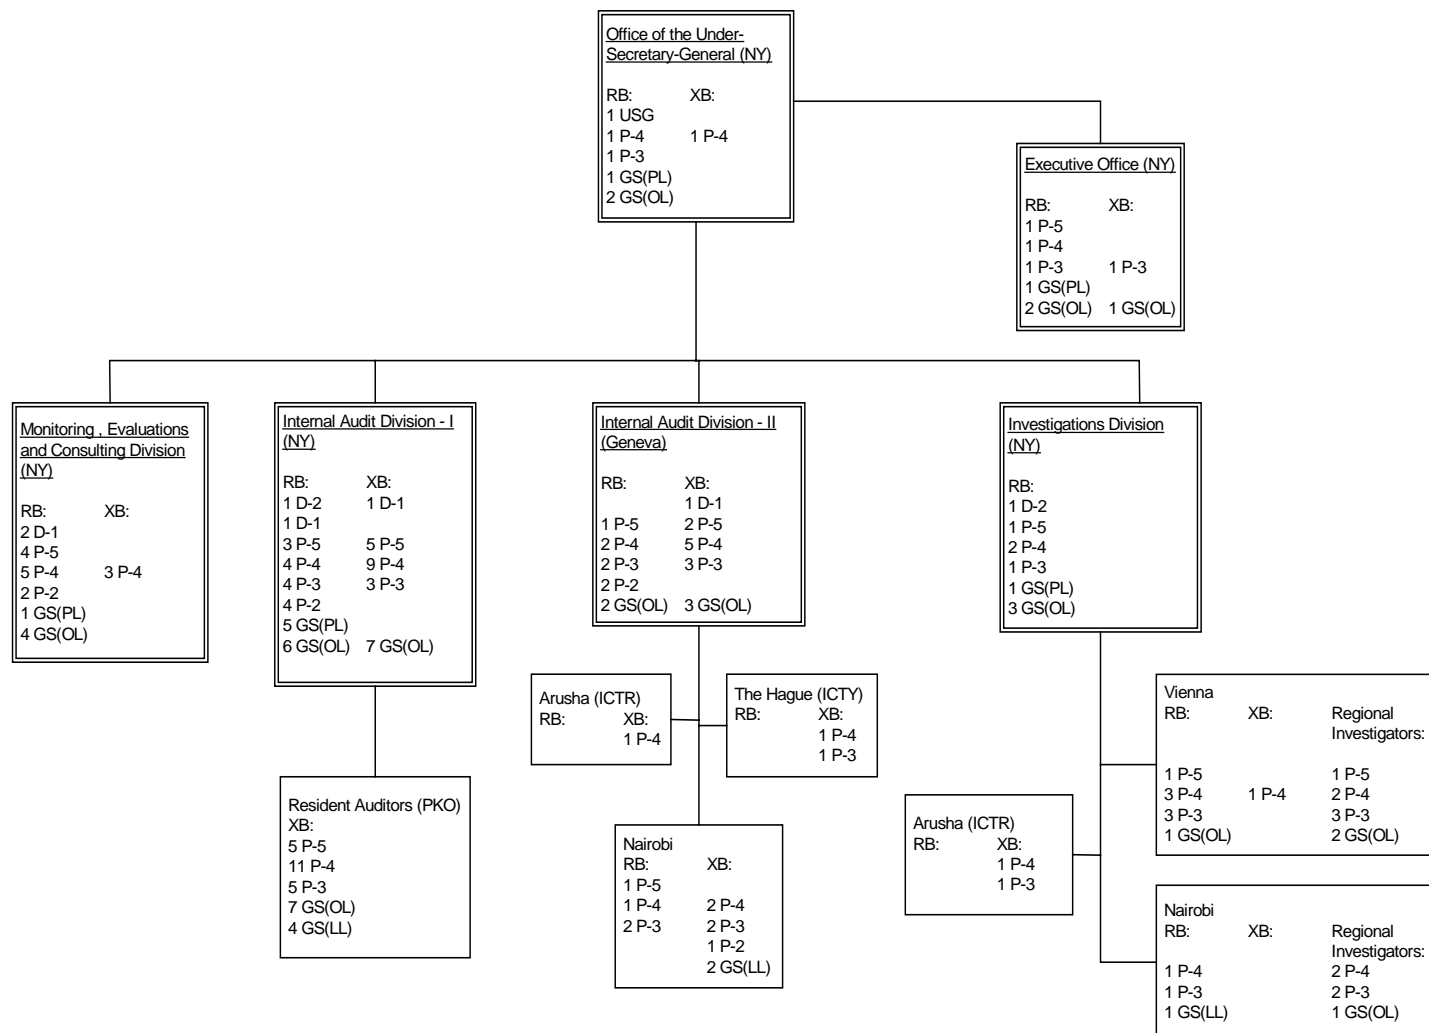 Office of the Under-
Secretary-General (NY)
RB: XB:
1 USG
1 P-4 1 P-4
1 P-3
1 GS(PL)
2 GS(OL)
Executive Office (NY)
RB: XB:
1 P-5
1 P-4
1 P-3 1 P-3
1 GS(PL)
2 GS(OL) 1 GS(OL)
Monitoring , Evaluations
and Consulting Division
(NY)
RB: XB:
2 D-1
4 P-5
5 P-4 3 P-4
2 P-2
1 GS(PL)
4 GS(OL)
Internal Audit Division - I
(NY)
RB: XB:
1 D-2 1 D-1
1 D-1
3 P-5 5 P-5
4 P-4 9 P-4
4 P-3 3 P-3
4 P-2
5 GS(PL)
6 GS(OL) 7 GS(OL)
Internal Audit Division - II
(Geneva)
RB: XB:
1 D-1
1 P-5 2 P-5
2 P-4 5 P-4
2 P-3 3 P-3
2 P-2
2 GS(OL) 3 GS(OL)
Investigations Division
(NY)
RB:
1 D-2
1 P-5
2 P-4
1 P-3
1 GS(PL)
3 GS(OL)
Arusha (ICTR)
RB: XB:
1 P-4
The Hague (ICTY)
RB: XB:
1 P-4
1 P-3
Resident Auditors (PKO)
XB:
5 P-5
11 P-4
5 P-3
7 GS(OL)
4 GS(LL)
Nairobi
RB: XB:
1 P-5
1 P-4 2 P-4
2 P-3 2 P-3
1 P-2
2 GS(LL)
Arusha (ICTR)
RB: XB:
1 P-4
1 P-3
Vienna
RB: XB: Regional
Investigators:
1 P-5 1 P-5
3 P-4 1 P-4 2 P-4
3 P-3 3 P-3
1 GS(OL) 2 GS(OL)
Nairobi
RB: XB: Regional
Investigators:
1 P-4 2 P-4
1 P-3 2 P-3
1 GS(LL) 1 GS(OL)